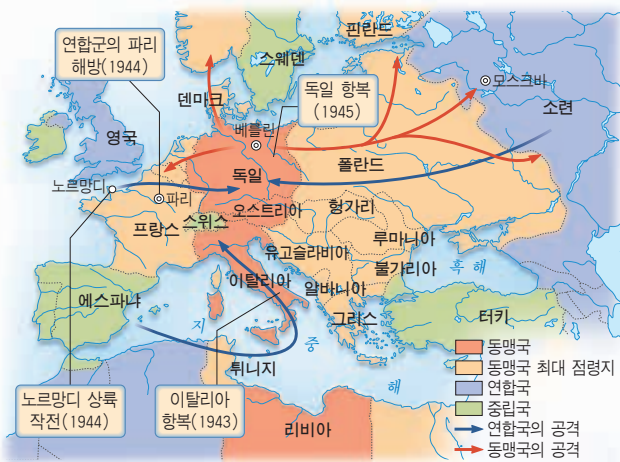 연합군의 파리
해방(1944)
핀란드
스웨덴
모스크바
덴마크
독일 항복
(1945)
소련
영국
베를린
독일
폴란드
노르망디
파리
오스트리아
헝가리
스위스
프랑스
루마니아
유고슬라비아
불가리아
흑해
이탈리아
알바니아
에스파냐
그리스
터키
지중해
튀니지
노르망디 상륙
작전(1944)
이탈리아
항복(1943)
리비아
동맹국
동맹국 최대 점령지
연합국
중립국
연합국의 공격
동맹국의 공격